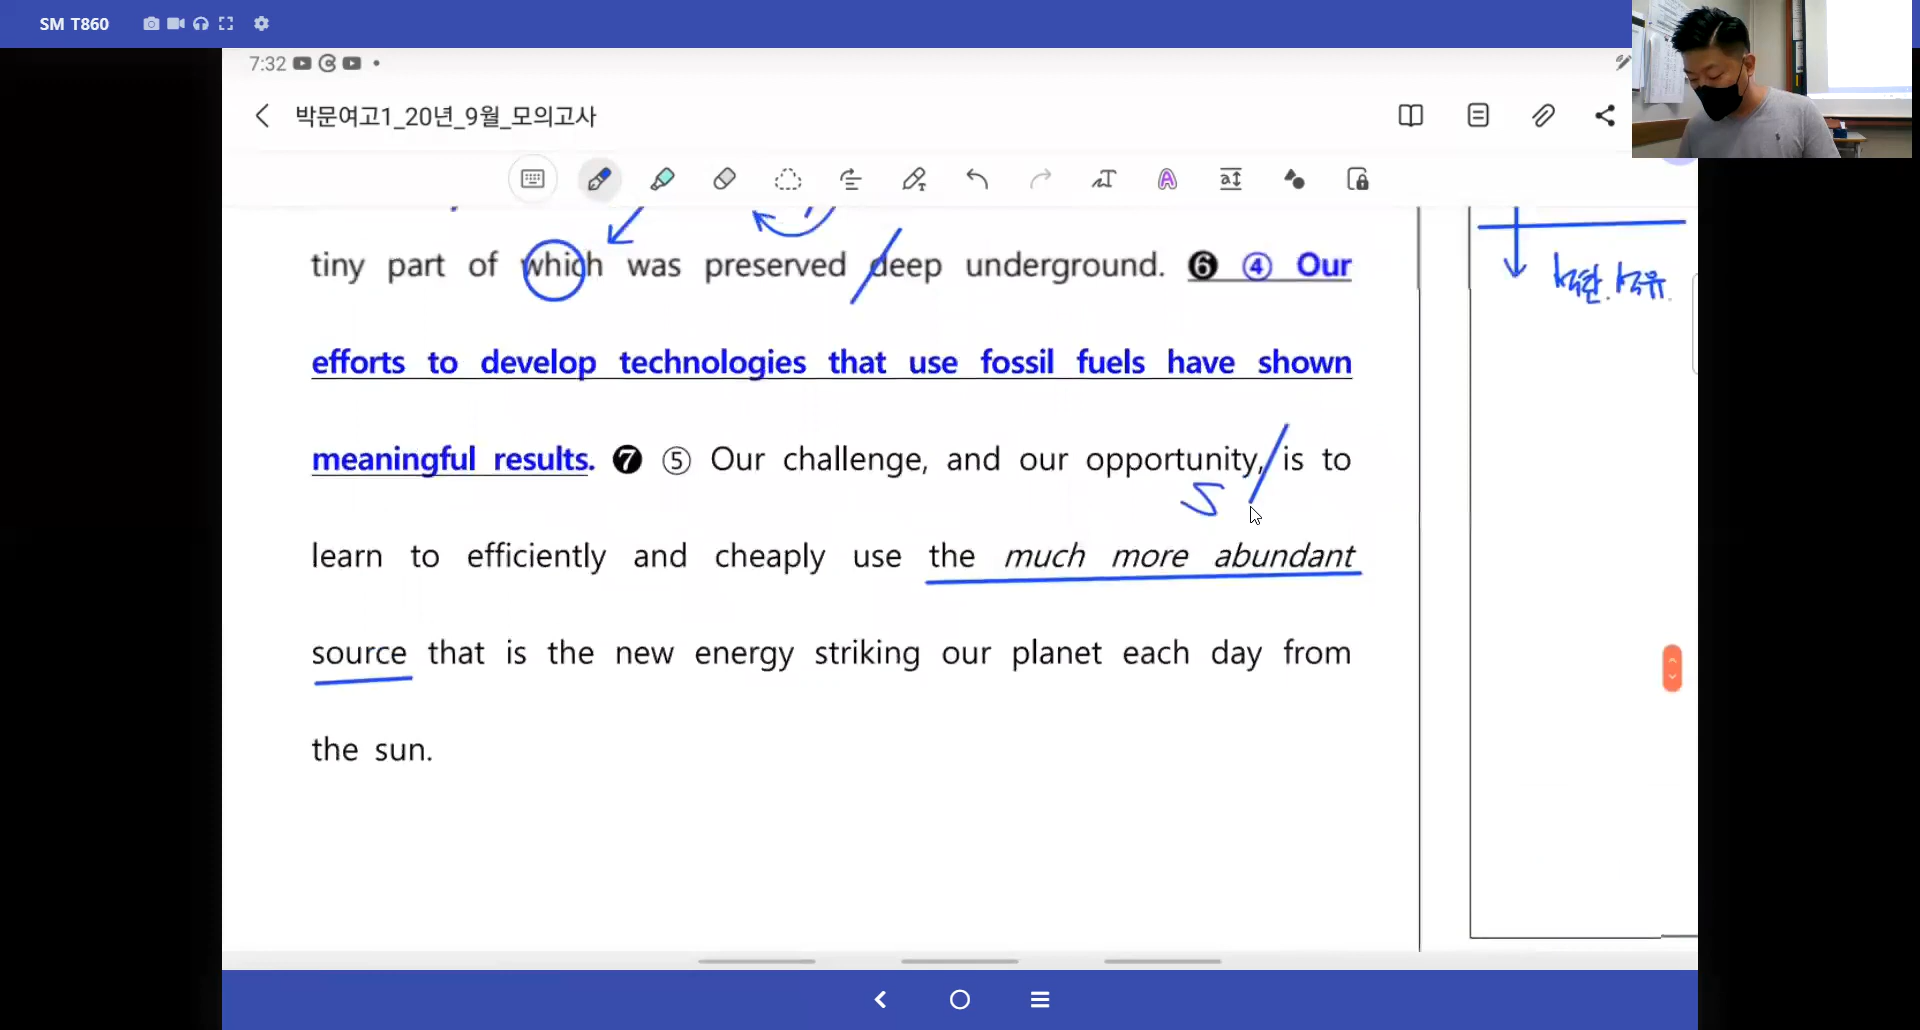 SM T860
7:32
박문여고1_20년_9월_모의고사
tiny part of which was preserved deep underground. ❻ ④ Our
efforts to develop technologies that use fossil fuels have shown
meaningful results. ❼ ⑤ Our challenge, and our opportunity, is to
S
learn to efficiently and cheaply use the much more abundant
source that is the new energy striking our planet each day from
the sun.
석탄. 석유.